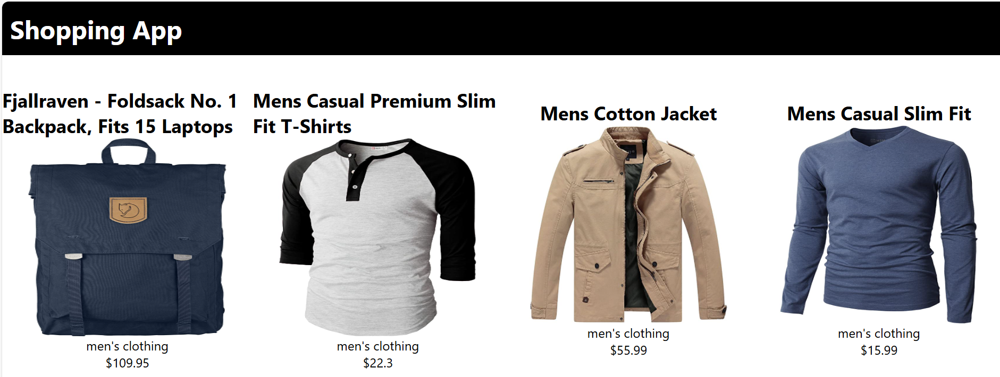 Shopping App
Fjallraven - Foldsack No. 1
Backpack, Fits 15 Laptops
men's clothing
$109.95
Mens Casual Premium Slim
Fit T-Shirts
men's clothing
$22.3
Mens Cotton Jacket
men's clothing
$55.99
Mens Casual Slim Fit
men's clothing
$15.99